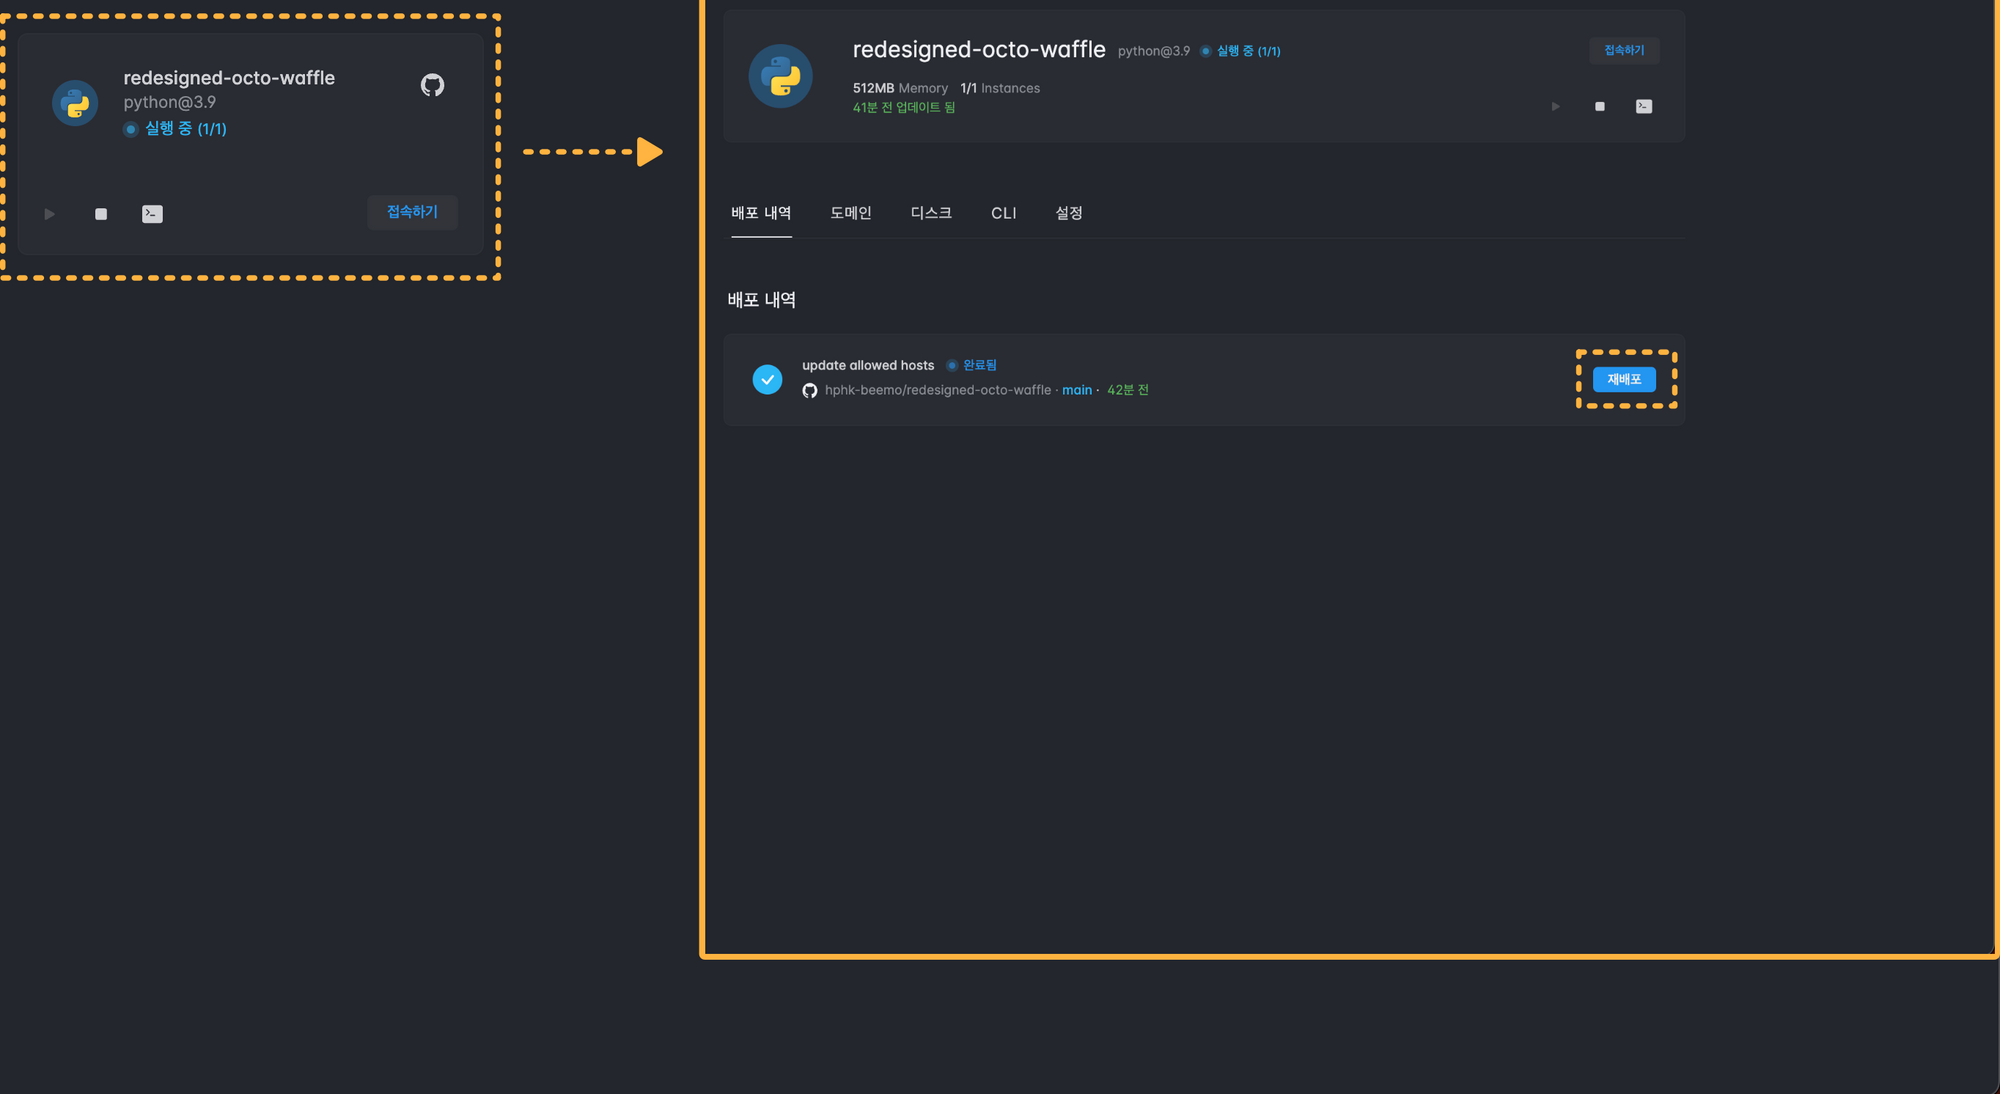 redesigned-octo-waffle
python@3.9
실행 중 (1/1)
접속하기
redesigned-octo-waffle python@3.9 실행 중 (1/1)
접속하기
512MB Memory 1/1 Instances
41분 전 업데이트 됨
배포 내역 도메인 디스크 CLI 설정
배포 내역
update allowed hosts 완료됨
hphk-beemo/redesigned-octo-waffle · main · 42분 전
재배포